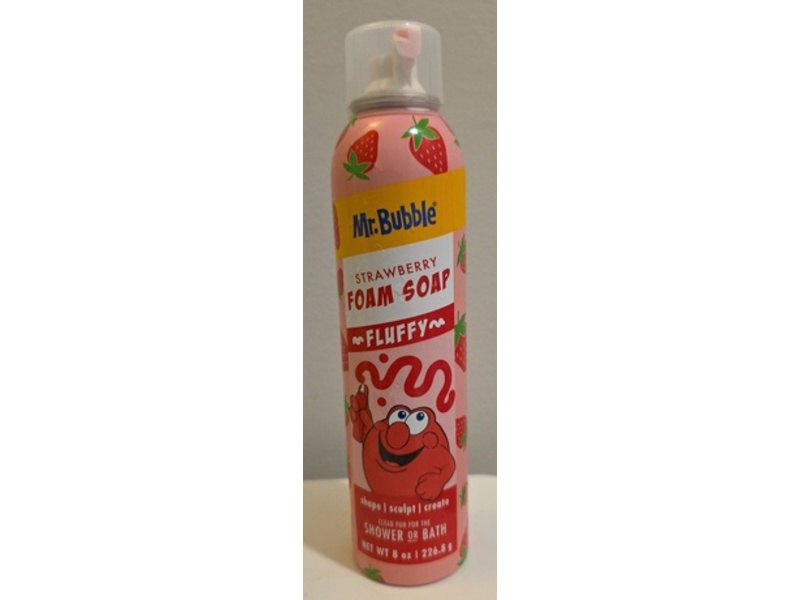 Mr. Bubble®
STRAWBERRY
FOAM SOAP
~FLUFFY~
shape | sculpt | create
CLEAN FUN FOR THE
SHOWER OR BATH
NET WT 8 oz | 226.8 g